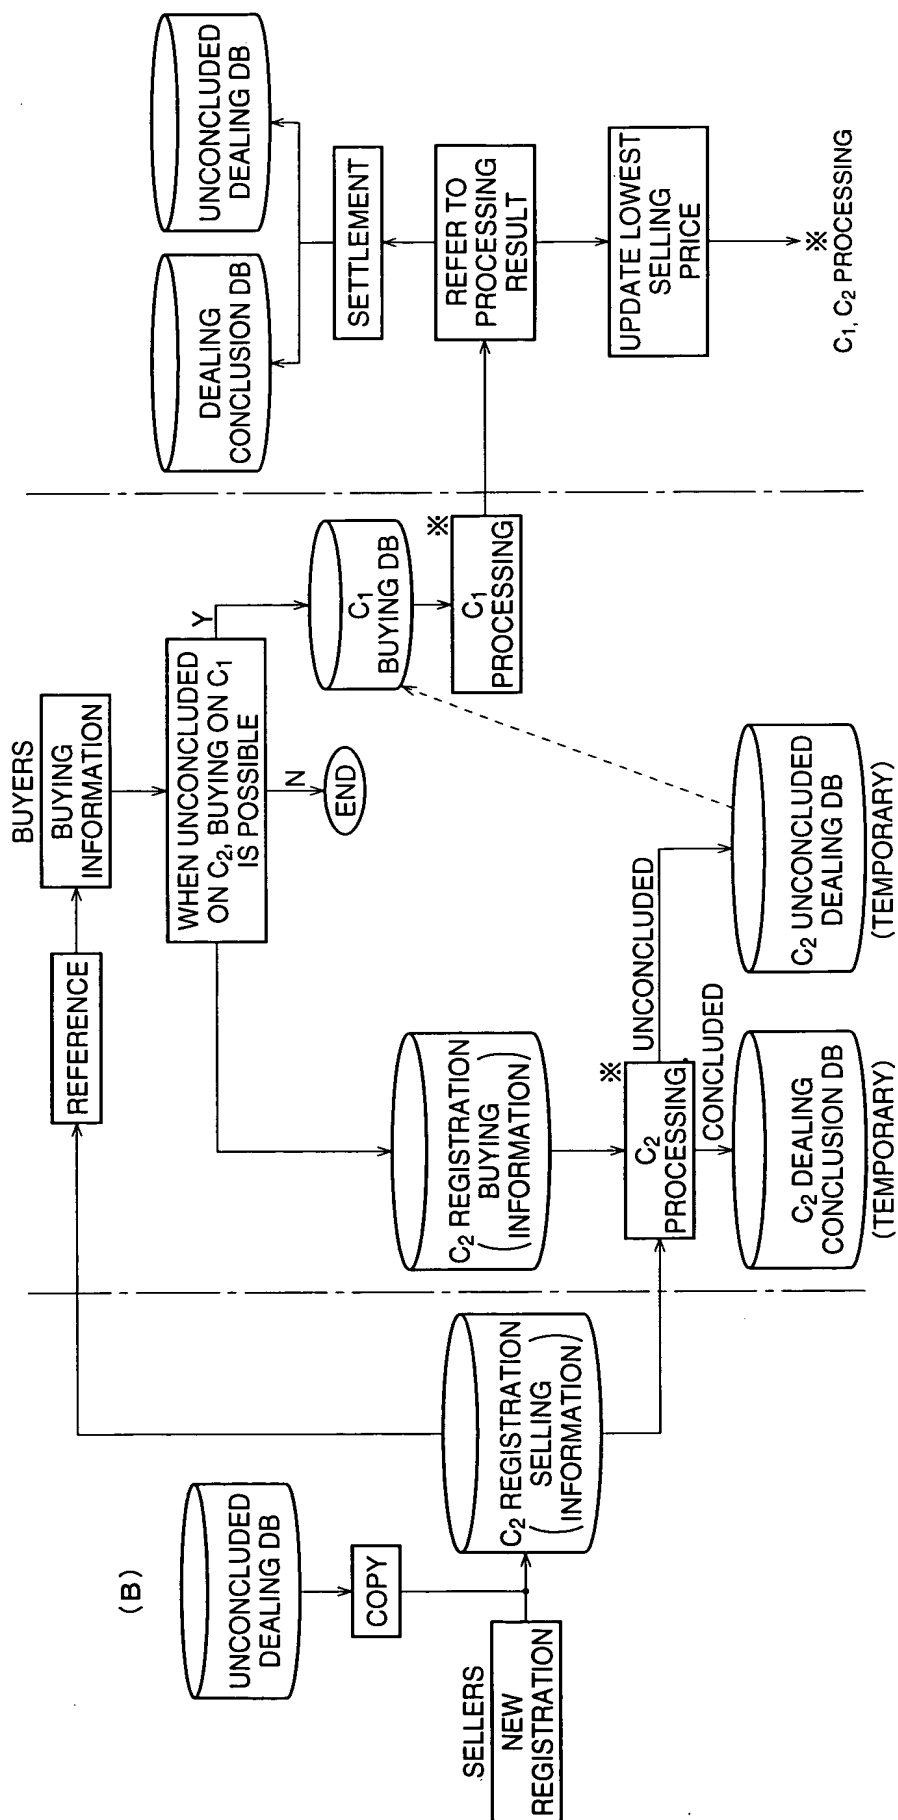 (B)
UNCONCLUDED
DEALING DB
COPY
SELLERS
NEW
REGISTRATION
C2 REGISTRATION
SELLING
(INFORMATION)
REFERENCE
BUYERS
BUYING
INFORMATION
WHEN UNCONCLUDED
ON C2, BUYING ON C1
IS POSSIBLE
Y
N
END
C1
BUYING DB
※
C1
PROCESSING
C2 REGISTRATION
BUYING
(INFORMATION)
※
C2
PROCESSING
UNCONCLUDED
CONCLUDED
C2 DEALING
CONCLUSION DB
(TEMPORARY)
C2 UNCONCLUDED
DEALING DB
(TEMPORARY)
DEALING
CONCLUSION DB
UNCONCLUDED
DEALING DB
SETTLEMENT
REFER TO
PROCESSING
RESULT
UPDATE LOWEST
SELLING
PRICE
※
C1, C2 PROCESSING